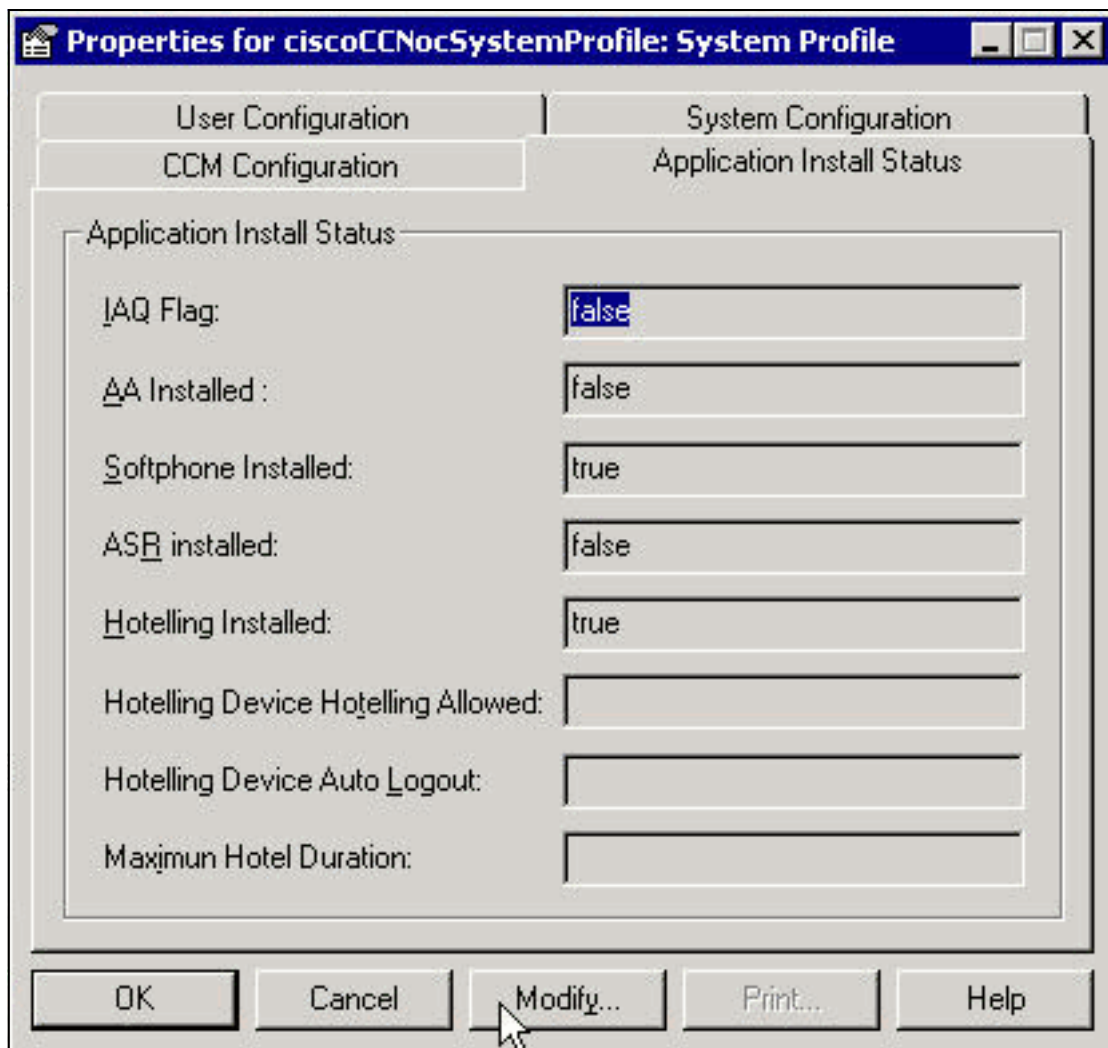 Properties for ciscoCCNocSystemProfile: System Profile
User Configuration
System Configuration
CCM Configuration
Application Install Status
Application Install Status
IAQ Flag: false
AA Installed : false
Softphone Installed: true
ASR installed: false
Hotelling Installed: true
Hotelling Device Hotelling Allowed:
Hotelling Device Auto Logout:
Maximun Hotel Duration:
OK Cancel Modify... Print... Help